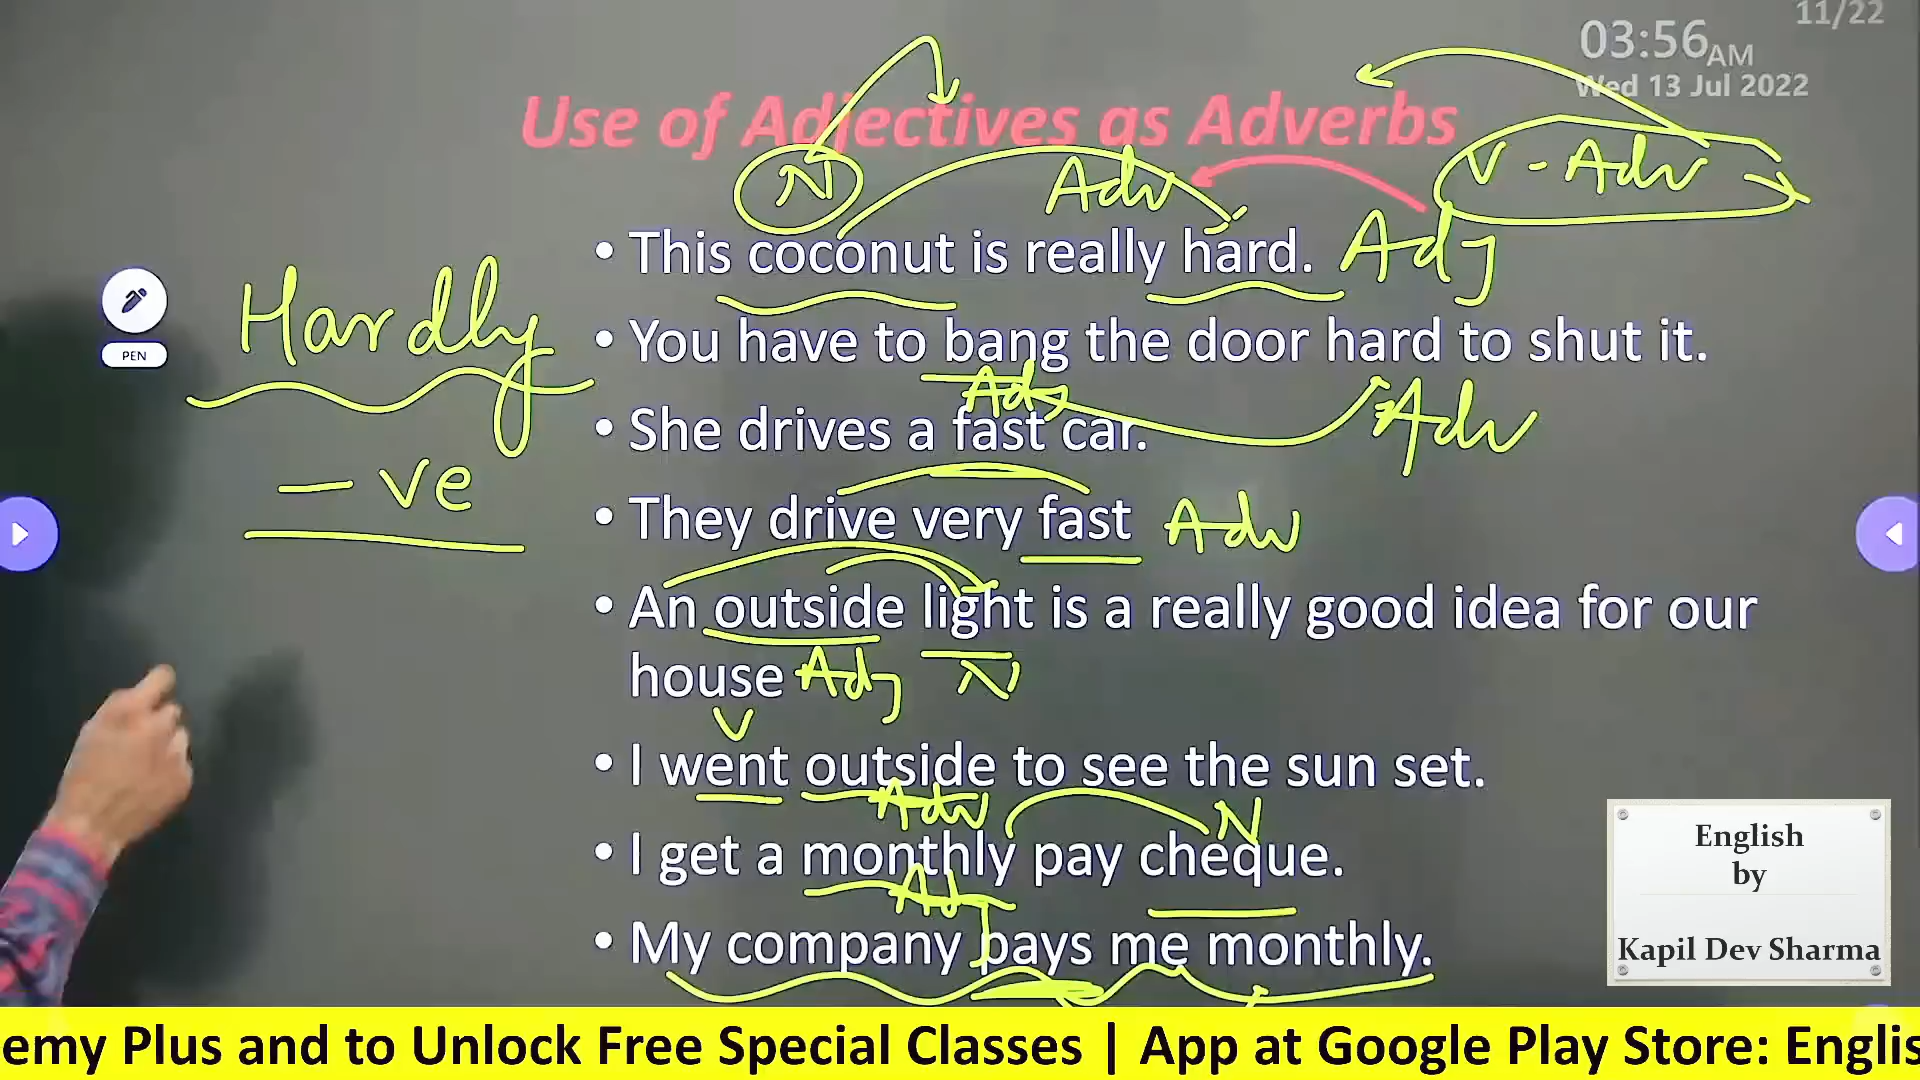 11/22
03:56 AM
Wed 13 Jul 2022
Use of Adjectives as Adverbs
N
Adv
V - Adv
• This coconut is really hard. Adj
Hardly
• You have to bang the door hard to shut it.
Adj
Adv
PEN
• She drives a fast car.
- ve
• They drive very fast Adv
• An outside light is a really good idea for our
house Adj N
V
• I went outside to see the sun set.
Adv
N
• I get a monthly pay cheque.
Adj
• My company pays me monthly.
English
by
Kapil Dev Sharma
emy Plus and to Unlock Free Special Classes | App at Google Play Store: Englis